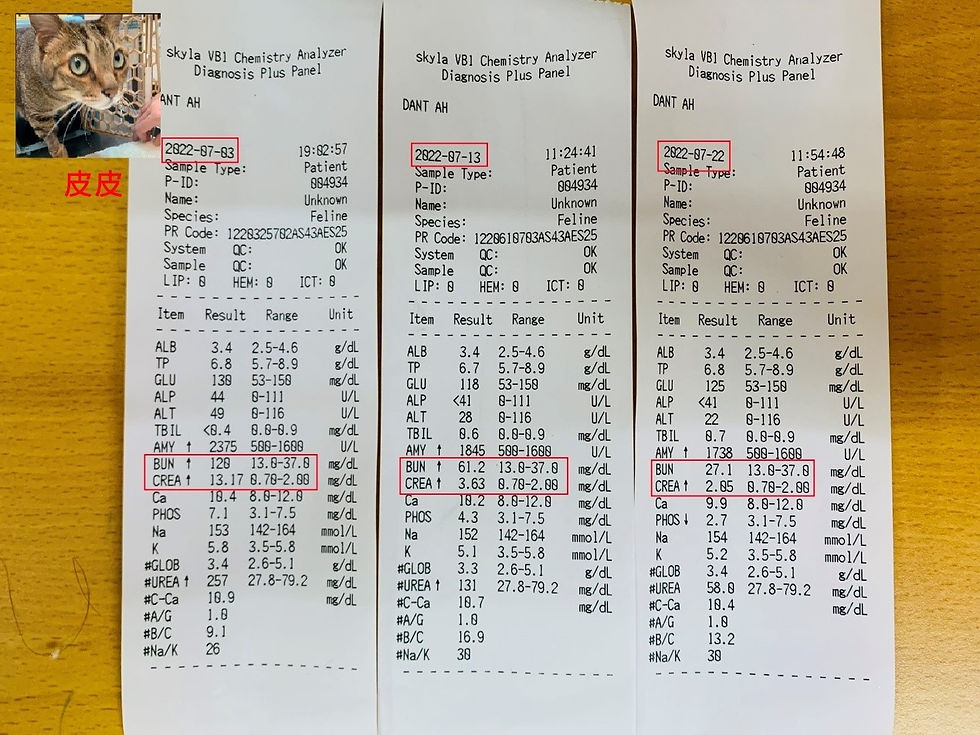 皮皮
skyla VB1 Chemistry Analyzer
Diagnosis Plus Panel
ANT AH
2022-07-03 19:02:57
Sample Type: Patient
P-ID: 004934
Name: Unknown
Species: Feline
PR Code: 1220325702AS43AES25
System QC: OK
Sample QC: OK
LIP: 0 HEM: 0 ICT: 0
Item Result Range Unit
ALB 3.4 2.5-4.6 g/dL
TP 6.8 5.7-8.9 g/dL
GLU 130 53-150 mg/dL
ALP 44 0-111 U/L
ALT 49 0-116 U/L
TBIL <0.4 0.0-0.9 mg/dL
AMY ↑ 2375 500-1600 U/L
BUN ↑ 120 13.0-37.0 mg/dL
CREA ↑ 13.17 0.70-2.00 mg/dL
Ca 10.4 8.0-12.0 mg/dL
PHOS 7.1 3.1-7.5 mg/dL
Na 153 142-164 mmol/L
K 5.8 3.5-5.8 mmol/L
#GLOB 3.4 2.6-5.1 g/dL
#UREA ↑ 257 27.8-79.2 mg/dL
#C-Ca 10.9 mg/dL
#A/G 1.0
#B/C 9.1
#Na/K 26
skyla VB1 Chemistry Analyzer
Diagnosis Plus Panel
DANT AH
2022-07-13 11:24:41
Sample Type: Patient
P-ID: 004934
Name: Unknown
Species: Feline
PR Code: 1220610703AS43AES25
System QC: OK
Sample QC: OK
LIP: 0 HEM: 0 ICT: 0
Item Result Range Unit
ALB 3.4 2.5-4.6 g/dL
TP 6.7 5.7-8.9 g/dL
GLU 118 53-150 mg/dL
ALP <41 0-111 U/L
ALT 28 0-116 U/L
TBIL 0.6 0.0-0.9 mg/dL
AMY ↑ 1845 500-1600 U/L
BUN ↑ 61.2 13.0-37.0 mg/dL
CREA ↑ 3.63 0.70-2.00 mg/dL
Ca 10.2 8.0-12.0 mg/dL
PHOS 4.3 3.1-7.5 mg/dL
Na 152 142-164 mmol/L
K 5.1 3.5-5.8 mmol/L
#GLOB 3.3 2.6-5.1 g/dL
#UREA ↑ 131 27.8-79.2 mg/dL
#C-Ca 10.7 mg/dL
#A/G 1.0
#B/C 16.9
#Na/K 30
skyla VB1 Chemistry Analyzer
Diagnosis Plus Panel
DANT AH
2022-07-22 11:54:48
Sample Type: Patient
P-ID: 004934
Name: Unknown
Species: Feline
PR Code: 1220610703AS43AES25
System QC: OK
Sample QC: OK
LIP: 0 HEM: 0 ICT: 0
Item Result Range Unit
ALB 3.4 2.5-4.6 g/dL
TP 6.8 5.7-8.9 g/dL
GLU 125 53-150 mg/dL
ALP <41 0-111 U/L
ALT 22 0-116 U/L
TBIL 0.7 0.0-0.9 mg/dL
AMY ↑ 1738 500-1600 U/L
BUN 27.1 13.0-37.0 mg/dL
CREA ↑ 2.05 0.70-2.00 mg/dL
Ca 9.9 8.0-12.0 mg/dL
PHOS ↓ 2.7 3.1-7.5 mg/dL
Na 154 142-164 mmol/L
K 5.2 3.5-5.8 mmol/L
#GLOB 3.4 2.6-5.1 g/dL
#UREA 58.0 27.8-79.2 mg/dL
#C-Ca 10.4 mg/dL
#A/G 1.0
#B/C 13.2
#Na/K 30